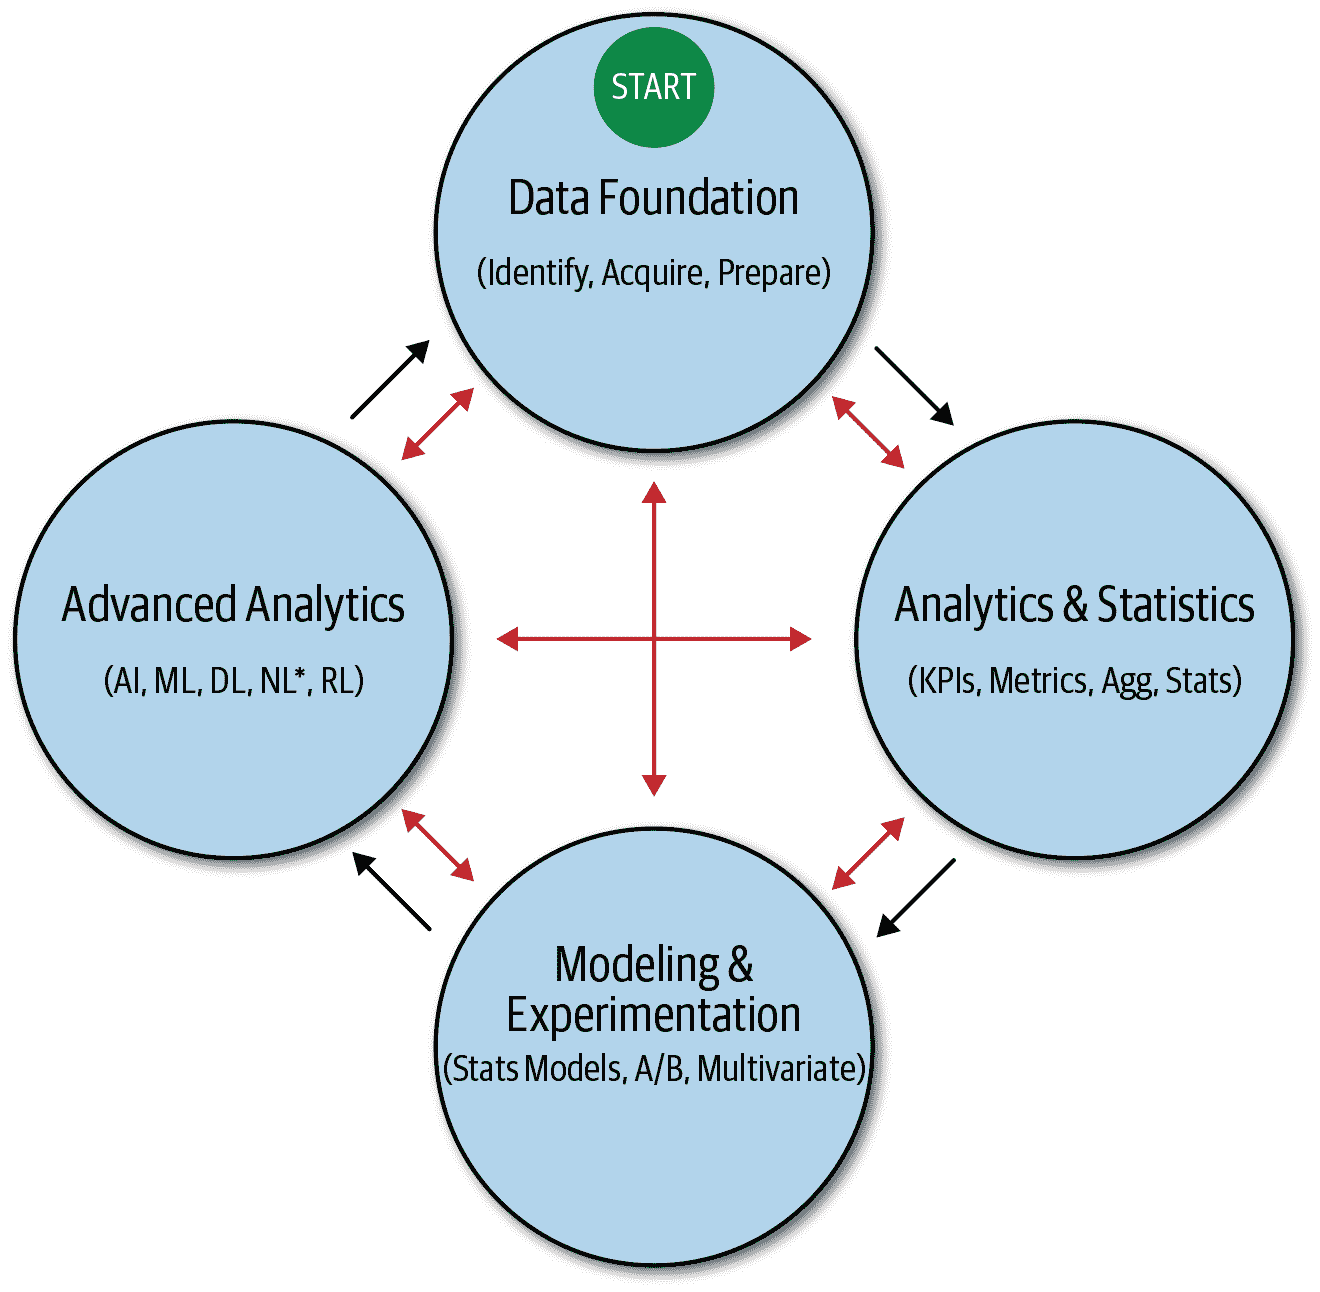 START
Data Foundation
(Identify, Acquire, Prepare)
Advanced Analytics
(AI, ML, DL, NL*, RL)
Analytics & Statistics
(KPIs, Metrics, Agg, Stats)
Modeling &
Experimentation
(Stats Models, A/B, Multivariate)